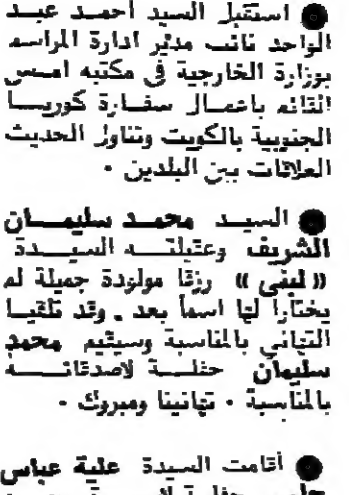 ● استقبل السيد احمد عبد
الواحد نائب مدير ادارة المراسم
بوزارة الخارجية في مكتبه امس
القائم باعمال سفارة كوريا
الجنوبية بالكويت وتناول الحديث
العلاقات بين البلدين .
● السيد محمد سليمان
الشريف وعقيلته السيدة
« لبنى » رزقا مولودة جميلة لم
يختارا لها اسما بعد . وقد تلقيا
التهاني بالمناسبة وسيقيم محمد
سليمان حفلة لاصدقائه
بالمناسبة . تهانينا ومبروك .
● أقامت السيدة علية عباس